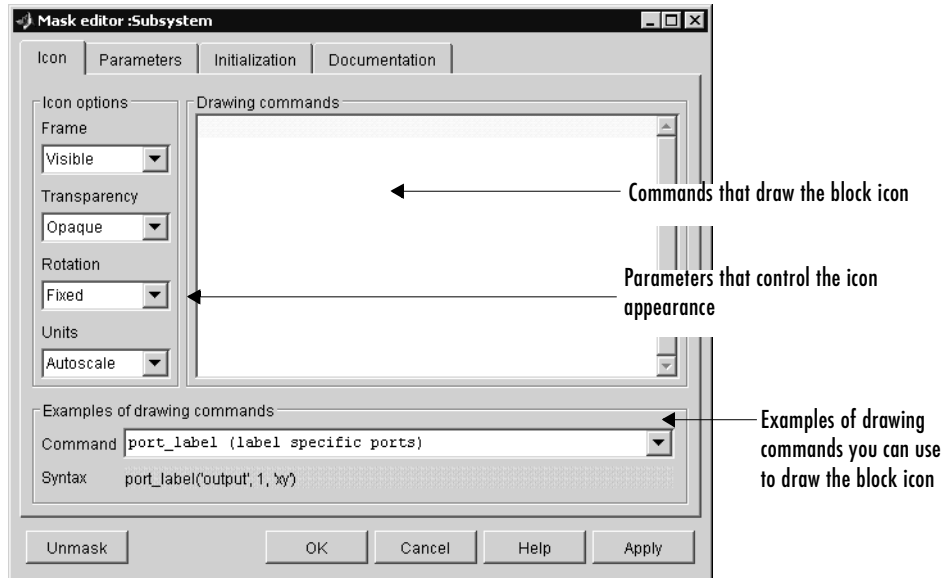 Mask editor :Subsystem
Icon
Parameters
Initialization
Documentation
Icon options
Frame
Visible
Transparency
Opaque
Rotation
Fixed
Units
Autoscale
Drawing commands
Commands that draw the block icon
Parameters that control the icon
appearance
Examples of drawing commands
Command
port_label (label specific ports)
Syntax
port_label('output', 1, 'xy')
Examples of drawing
commands you can use
to draw the block icon
Unmask
OK
Cancel
Help
Apply